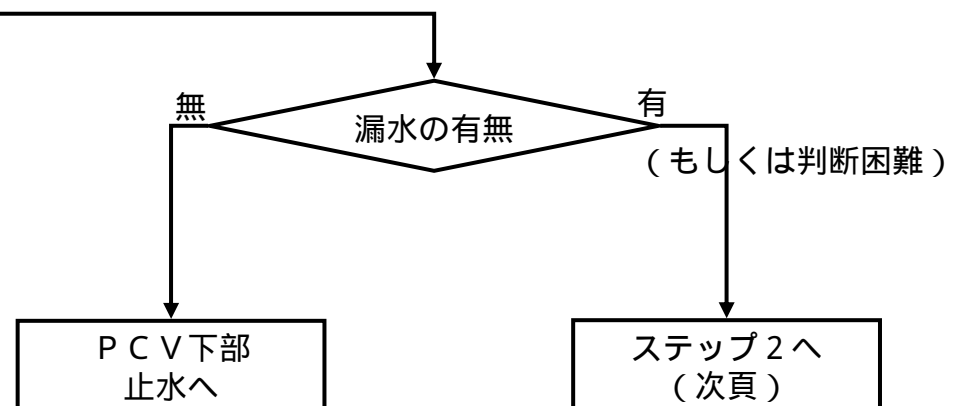 無
有
漏水の有無
（もしくは判断困難）
ＰＣＶ下部
止水へ
ステップ２へ
（次頁）